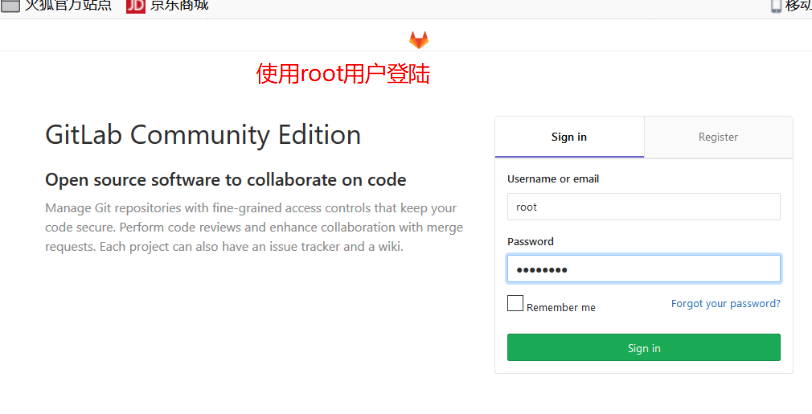 火狐官方站点 JD 京东商城 移动
使用root用户登陆
GitLab Community Edition
Open source software to collaborate on code
Manage Git repositories with fine-grained access controls that keep your
code secure. Perform code reviews and enhance collaboration with merge
requests. Each project can also have an issue tracker and a wiki.
Sign in Register
Username or email
root
Password
Remember me Forgot your password?
Sign in